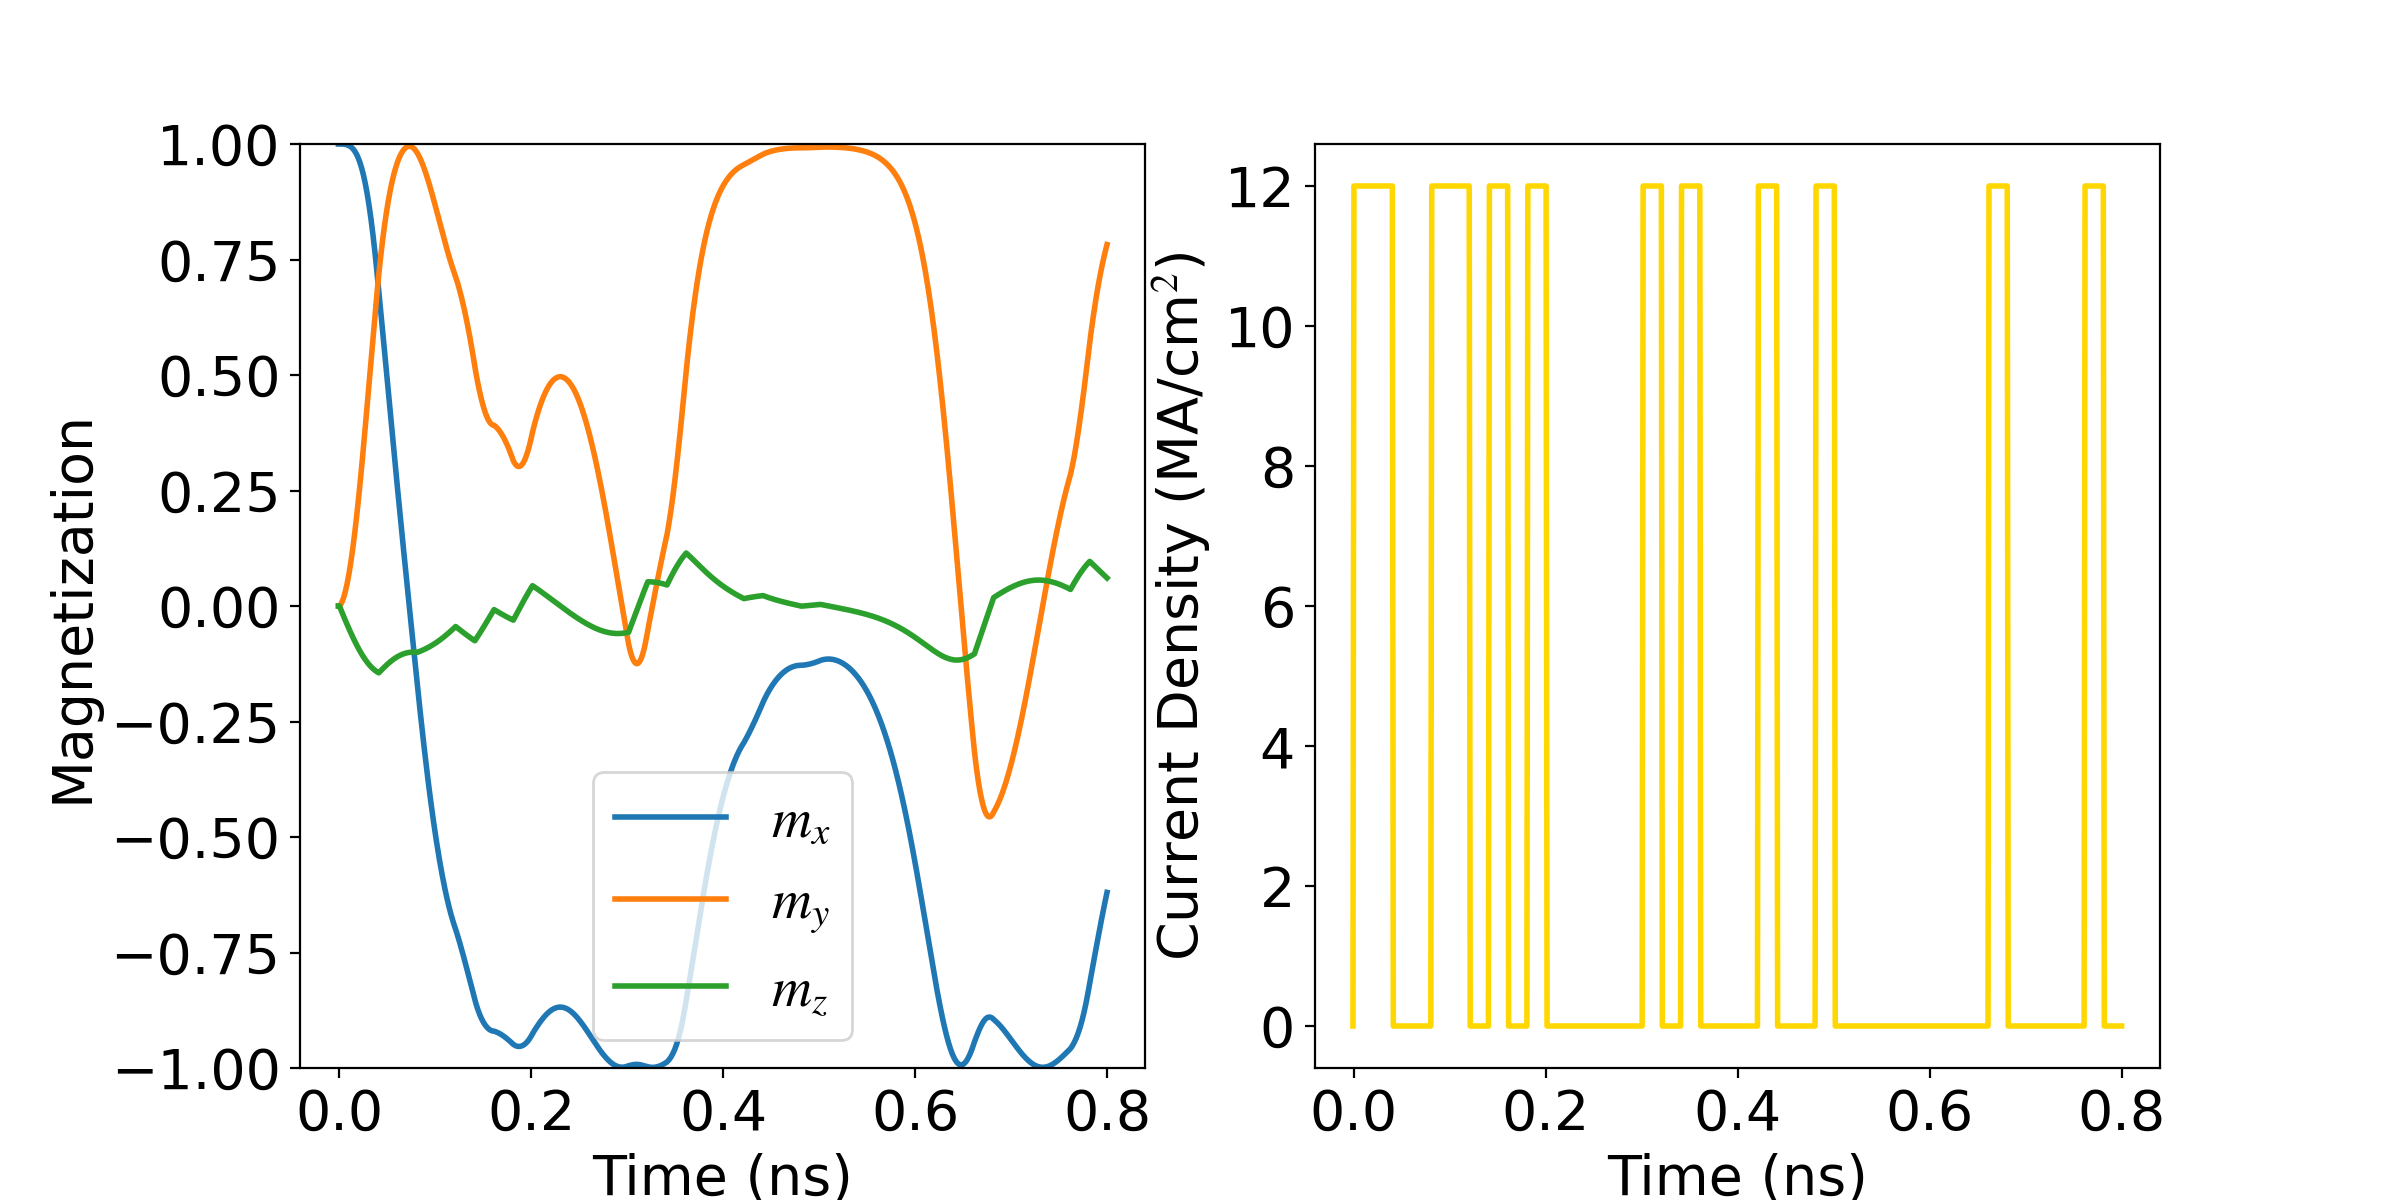 Magnetization
1.00
0.75
0.50
0.25
0.00
−0.25
−0.50
−0.75
−1.00
0.0 0.2 0.4 0.6 0.8
Time (ns)
m_x
m_y
m_z
Current Density (MA/cm²)
12
10
8
6
4
2
0
0.0 0.2 0.4 0.6 0.8
Time (ns)